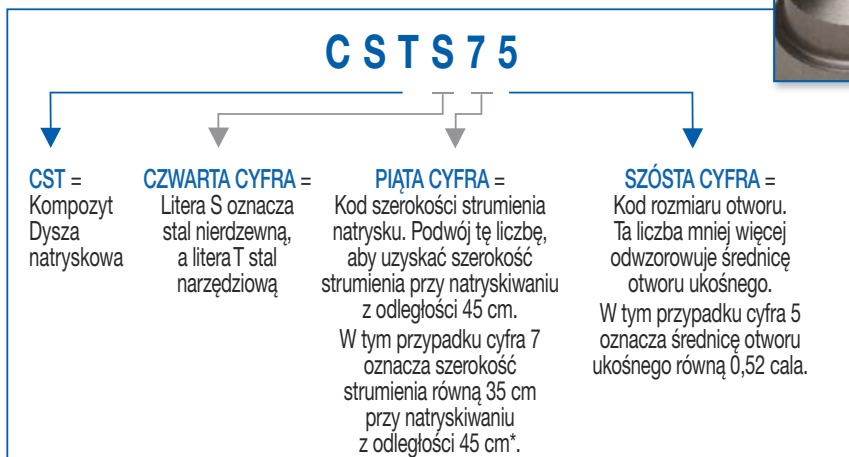 CSTS75
CST =
Kompozyt
Dysza
natryskowa
CZWARTA CYFRA =
Litera S oznacza
stal nierdzewną,
a litera T stal
narzędziową
PIĄTA CYFRA =
Kod szerokości strumienia
natrysku. Podwój tę liczbę,
aby uzyskać szerokość
strumienia przy natryskiwaniu
z odległości 45 cm.
W tym przypadku cyfra 7
oznacza szerokość
strumienia równą 35 cm
przy natryskiwaniu
z odległości 45 cm*.
SZÓSTA CYFRA =
Kod rozmiaru otworu.
Ta liczba mniej więcej
odwzorowuje średnicę
otworu ukośnego.
W tym przypadku cyfra 5
oznacza średnicę otworu
ukośnego równą 0,52 cala.